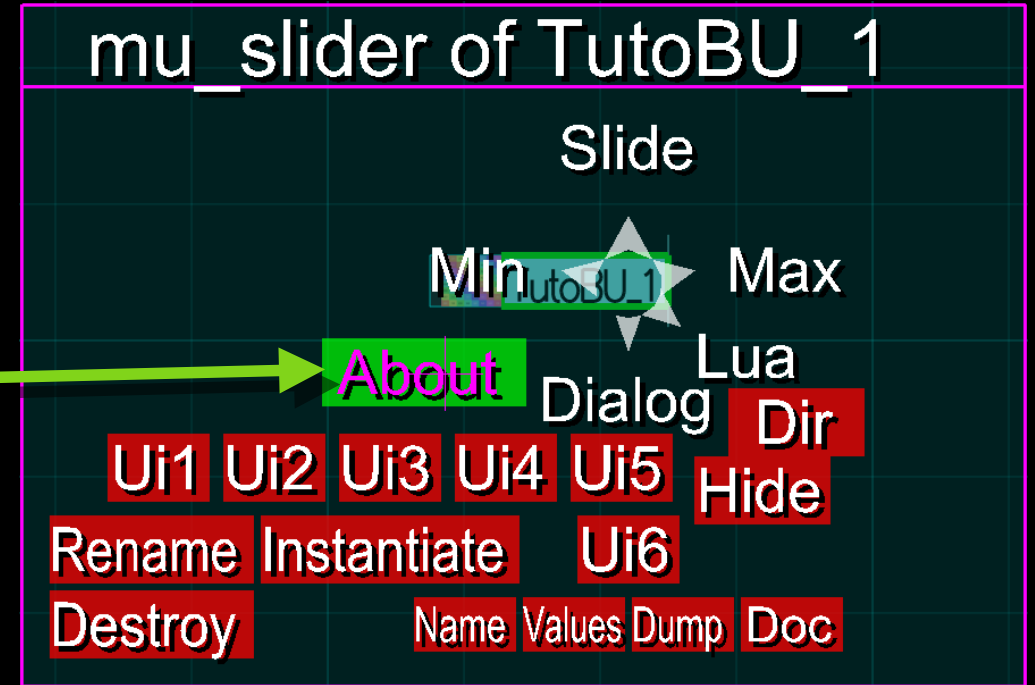 mu_slider of TutoBU_1
Slide
Min TutoBU_1 Max
About Lua
Dialog Dir
Ui1 Ui2 Ui3 Ui4 Ui5 Hide
Rename Instantiate Ui6
Destroy Name Values Dump Doc